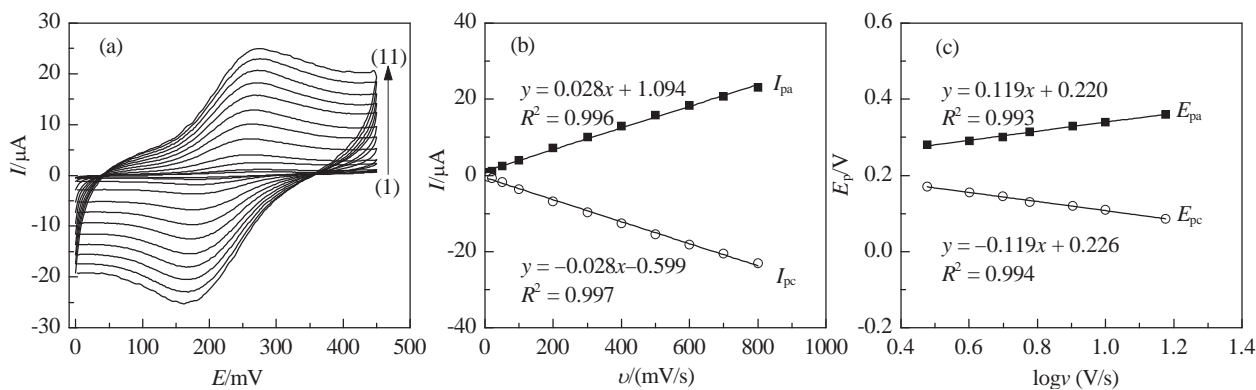 (a)
(11)
(1)
I/μA
30
20
10
0
-10
-20
-30
0
100
200
300
400
500
E/mV
(b)
y = 0.028x + 1.094
R² = 0.996
Ipa
y = –0.028x–0.599
R² = 0.997
Ipc
I/μA
40
20
0
-20
-40
0
200
400
600
800
1000
υ/(mV/s)
(c)
y = 0.119x + 0.220
R² = 0.993
Epa
Epc
y = –0.119x + 0.226
R² = 0.994
Ep/V
0.6
0.4
0.2
0.0
-0.2
0.4
0.6
0.8
1.0
1.2
1.4
logv (V/s)